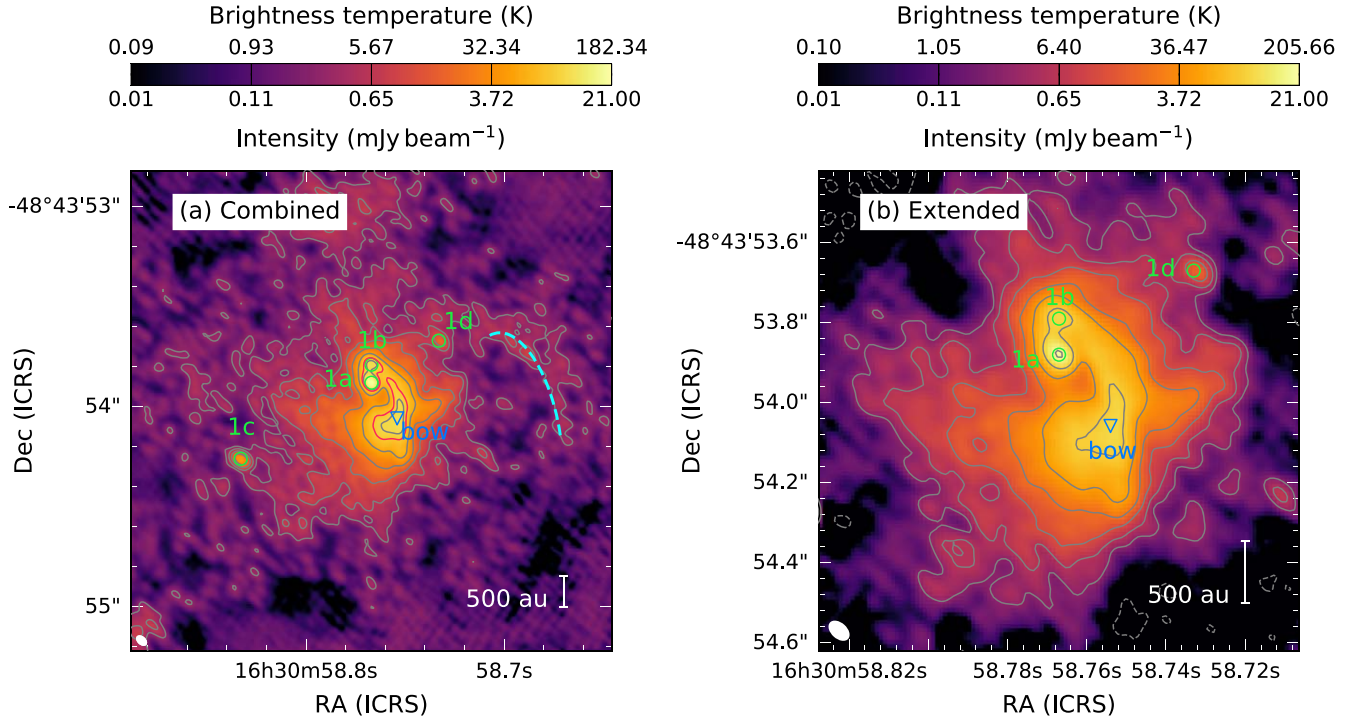 Brightness temperature (K)
0.09 0.93 5.67 32.34 182.34
0.01 0.11 0.65 3.72 21.00
Intensity (mJy beam⁻¹)
(a) Combined
-48°43'53"
54"
55"
Dec (ICRS)
1d
1b
1a
bow
1c
500 au
16h30m58.8s 58.7s
RA (ICRS)
Brightness temperature (K)
0.10 1.05 6.40 36.47 205.66
0.01 0.11 0.65 3.72 21.00
Intensity (mJy beam⁻¹)
(b) Extended
-48°43'53.6"
53.8"
54.0"
54.2"
54.4"
54.6"
Dec (ICRS)
1d
1b
1a
bow
500 au
16h30m58.82s 58.78s 58.76s 58.74s 58.72s
RA (ICRS)